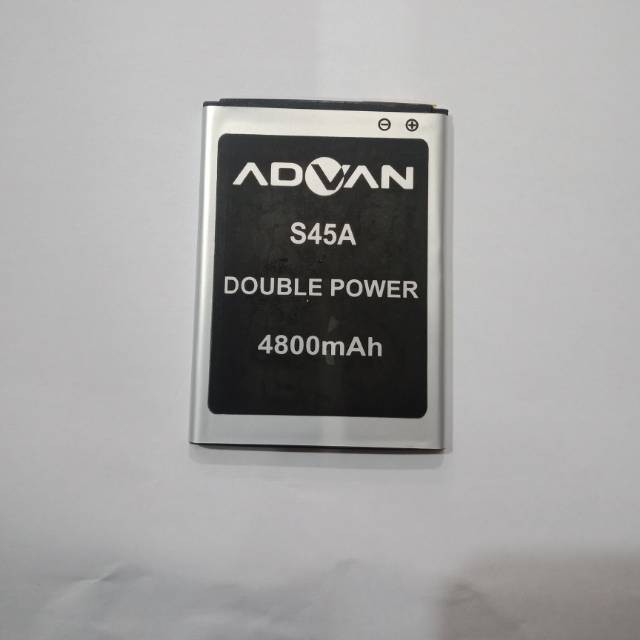 ⊖ ⊕
ADVAN
S45A
DOUBLE POWER
4800mAh